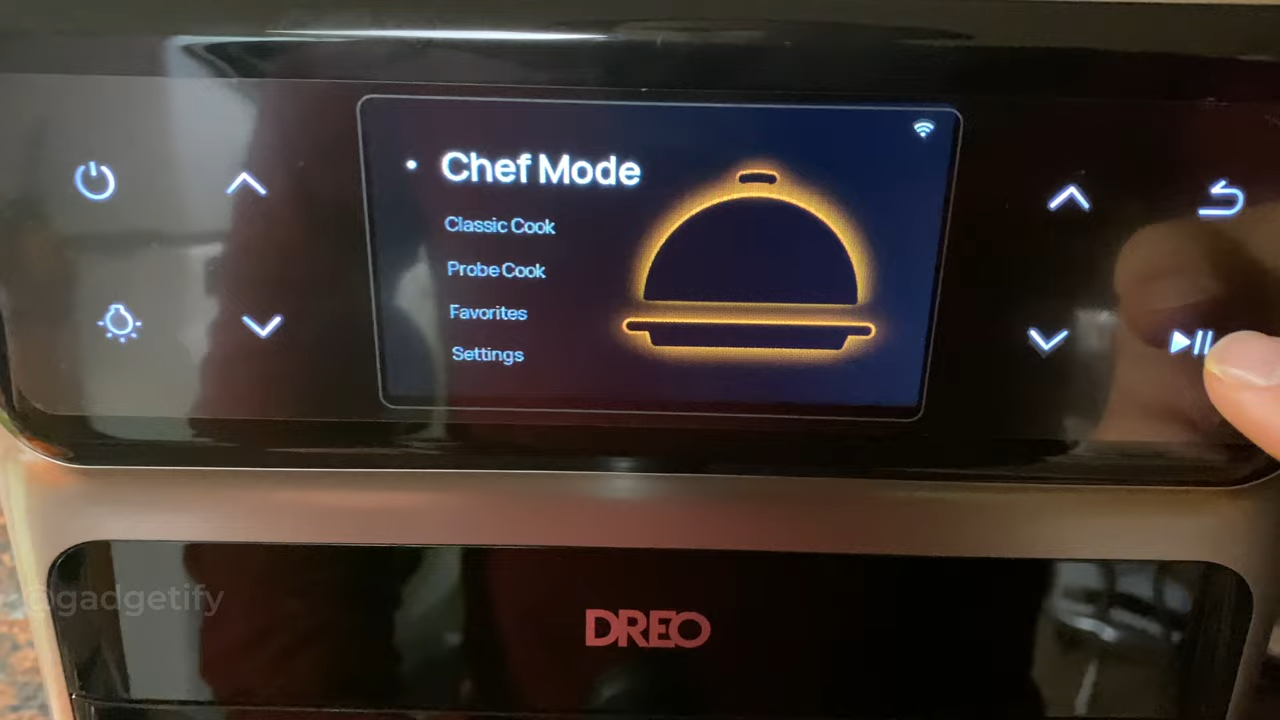 Chef Mode
Classic Cook
Probe Cook
Favorites
Settings
@gadgetify
DREO